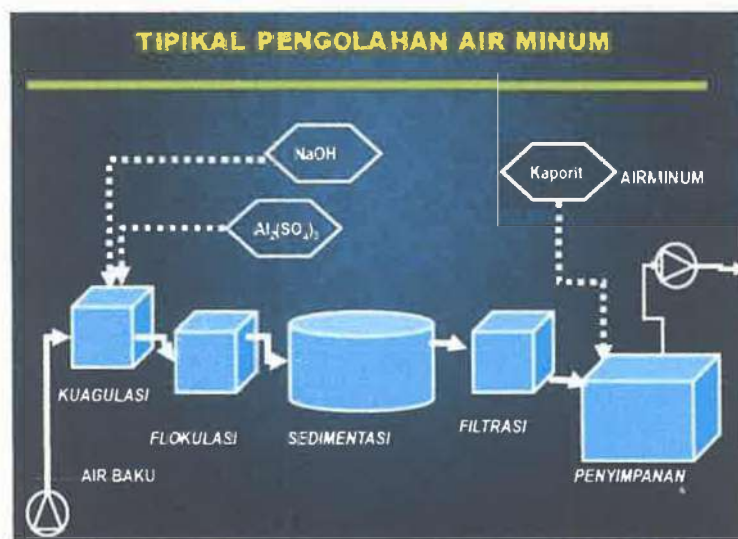 TIPIKAL PENGOLAHAN AIR MINUM
NaOH
Kaporit
AIRMINUM
Al₂(SO₄)₃
KUAGULASI
FLOKULASI
SEDIMENTASI
FILTRASI
PENYIMPANAN
AIR BAKU